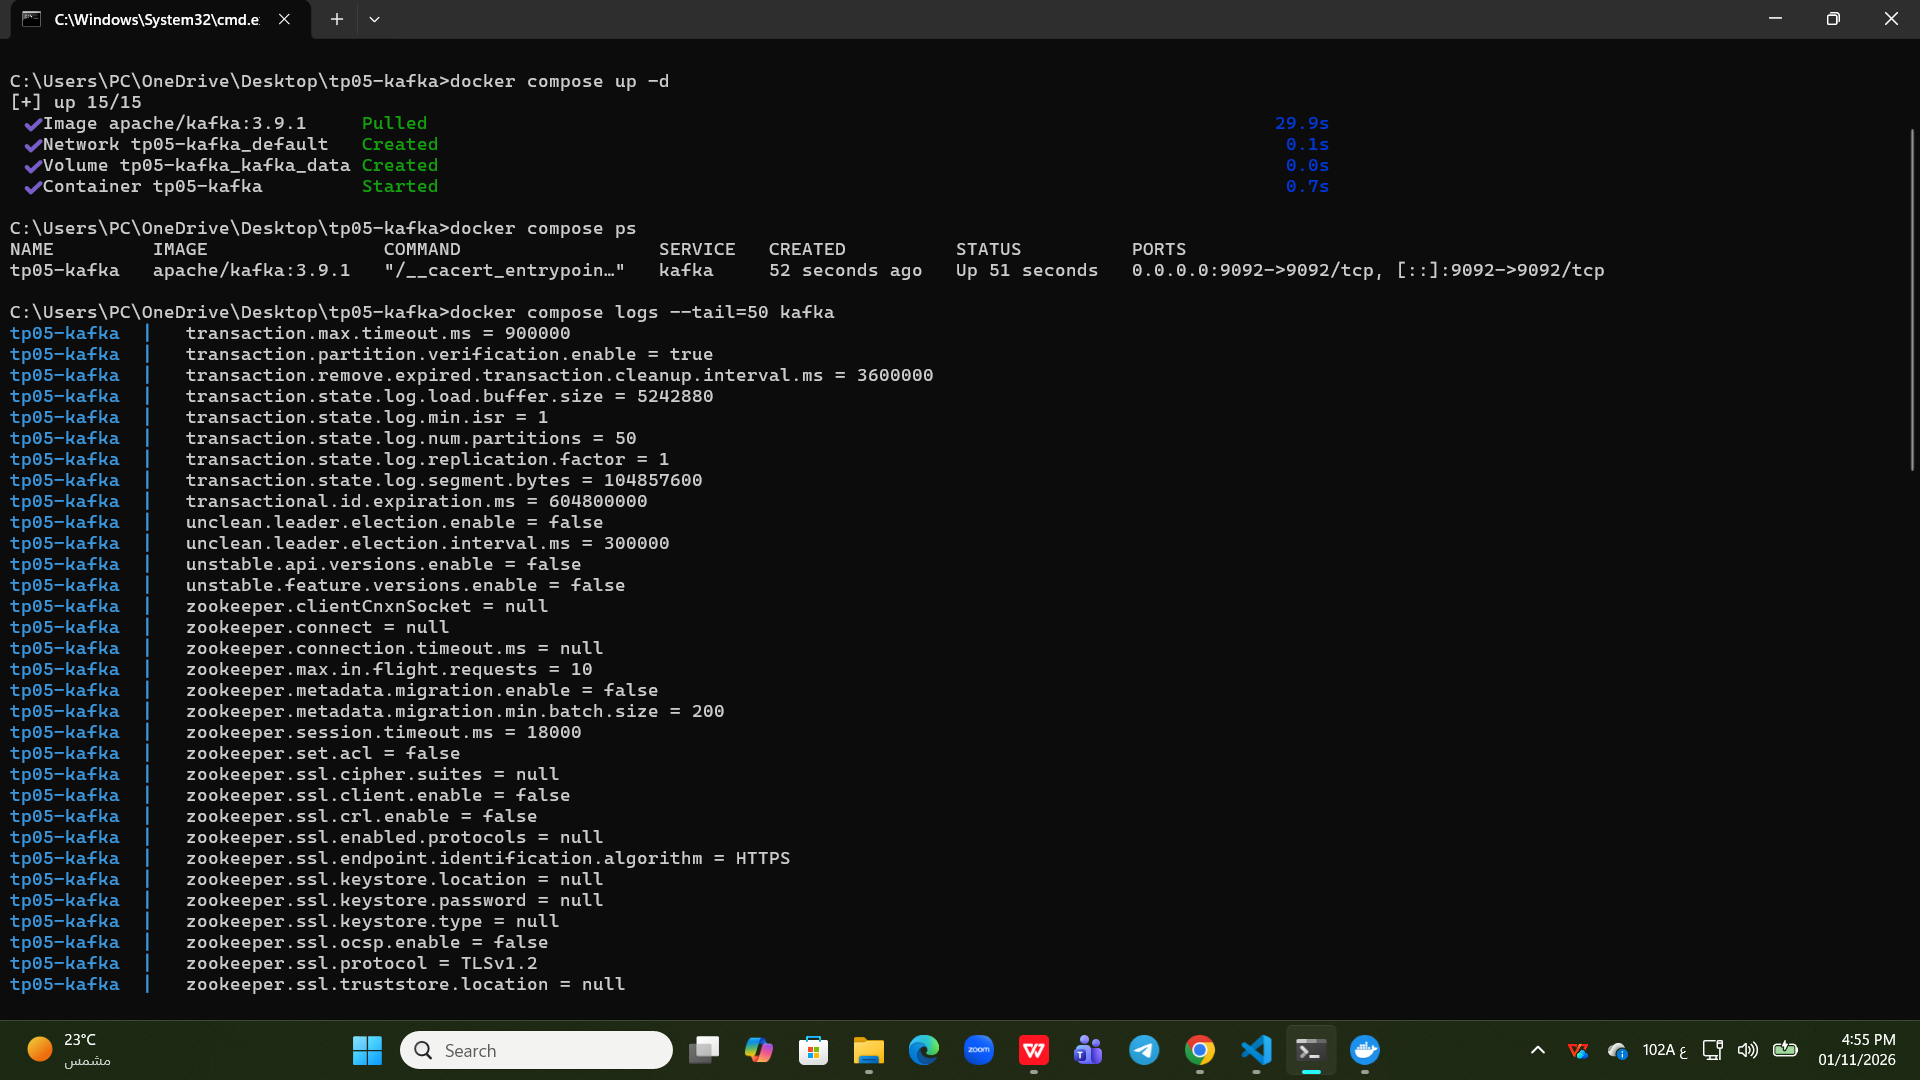 C:\Windows\System32\cmd.e
C:\Users\PC\OneDrive\Desktop\tp05-kafka>docker compose up -d
[+] up 15/15
Image apache/kafka:3.9.1 Pulled 29.9s
Network tp05-kafka_default Created 0.1s
Volume tp05-kafka_kafka_data Created 0.0s
Container tp05-kafka Started 0.7s
C:\Users\PC\OneDrive\Desktop\tp05-kafka>docker compose ps
NAME IMAGE COMMAND SERVICE CREATED STATUS PORTS
tp05-kafka apache/kafka:3.9.1 "/__cacert_entrypoin…" kafka 52 seconds ago Up 51 seconds 0.0.0.0:9092->9092/tcp, [::]:9092->9092/tcp
C:\Users\PC\OneDrive\Desktop\tp05-kafka>docker compose logs --tail=50 kafka
tp05-kafka | transaction.max.timeout.ms = 900000
tp05-kafka | transaction.partition.verification.enable = true
tp05-kafka | transaction.remove.expired.transaction.cleanup.interval.ms = 3600000
tp05-kafka | transaction.state.log.load.buffer.size = 5242880
tp05-kafka | transaction.state.log.min.isr = 1
tp05-kafka | transaction.state.log.num.partitions = 50
tp05-kafka | transaction.state.log.replication.factor = 1
tp05-kafka | transaction.state.log.segment.bytes = 104857600
tp05-kafka | transactional.id.expiration.ms = 604800000
tp05-kafka | unclean.leader.election.enable = false
tp05-kafka | unclean.leader.election.interval.ms = 300000
tp05-kafka | unstable.api.versions.enable = false
tp05-kafka | unstable.feature.versions.enable = false
tp05-kafka | zookeeper.clientCnxnSocket = null
tp05-kafka | zookeeper.connect = null
tp05-kafka | zookeeper.connection.timeout.ms = null
tp05-kafka | zookeeper.max.in.flight.requests = 10
tp05-kafka | zookeeper.metadata.migration.enable = false
tp05-kafka | zookeeper.metadata.migration.min.batch.size = 200
tp05-kafka | zookeeper.session.timeout.ms = 18000
tp05-kafka | zookeeper.set.acl = false
tp05-kafka | zookeeper.ssl.cipher.suites = null
tp05-kafka | zookeeper.ssl.client.enable = false
tp05-kafka | zookeeper.ssl.crl.enable = false
tp05-kafka | zookeeper.ssl.enabled.protocols = null
tp05-kafka | zookeeper.ssl.endpoint.identification.algorithm = HTTPS
tp05-kafka | zookeeper.ssl.keystore.location = null
tp05-kafka | zookeeper.ssl.keystore.password = null
tp05-kafka | zookeeper.ssl.keystore.type = null
tp05-kafka | zookeeper.ssl.ocsp.enable = false
tp05-kafka | zookeeper.ssl.protocol = TLSv1.2
tp05-kafka | zookeeper.ssl.truststore.location = null
23°C
مشمس
Search
zoom
102A ع
4:55 PM
01/11/2026